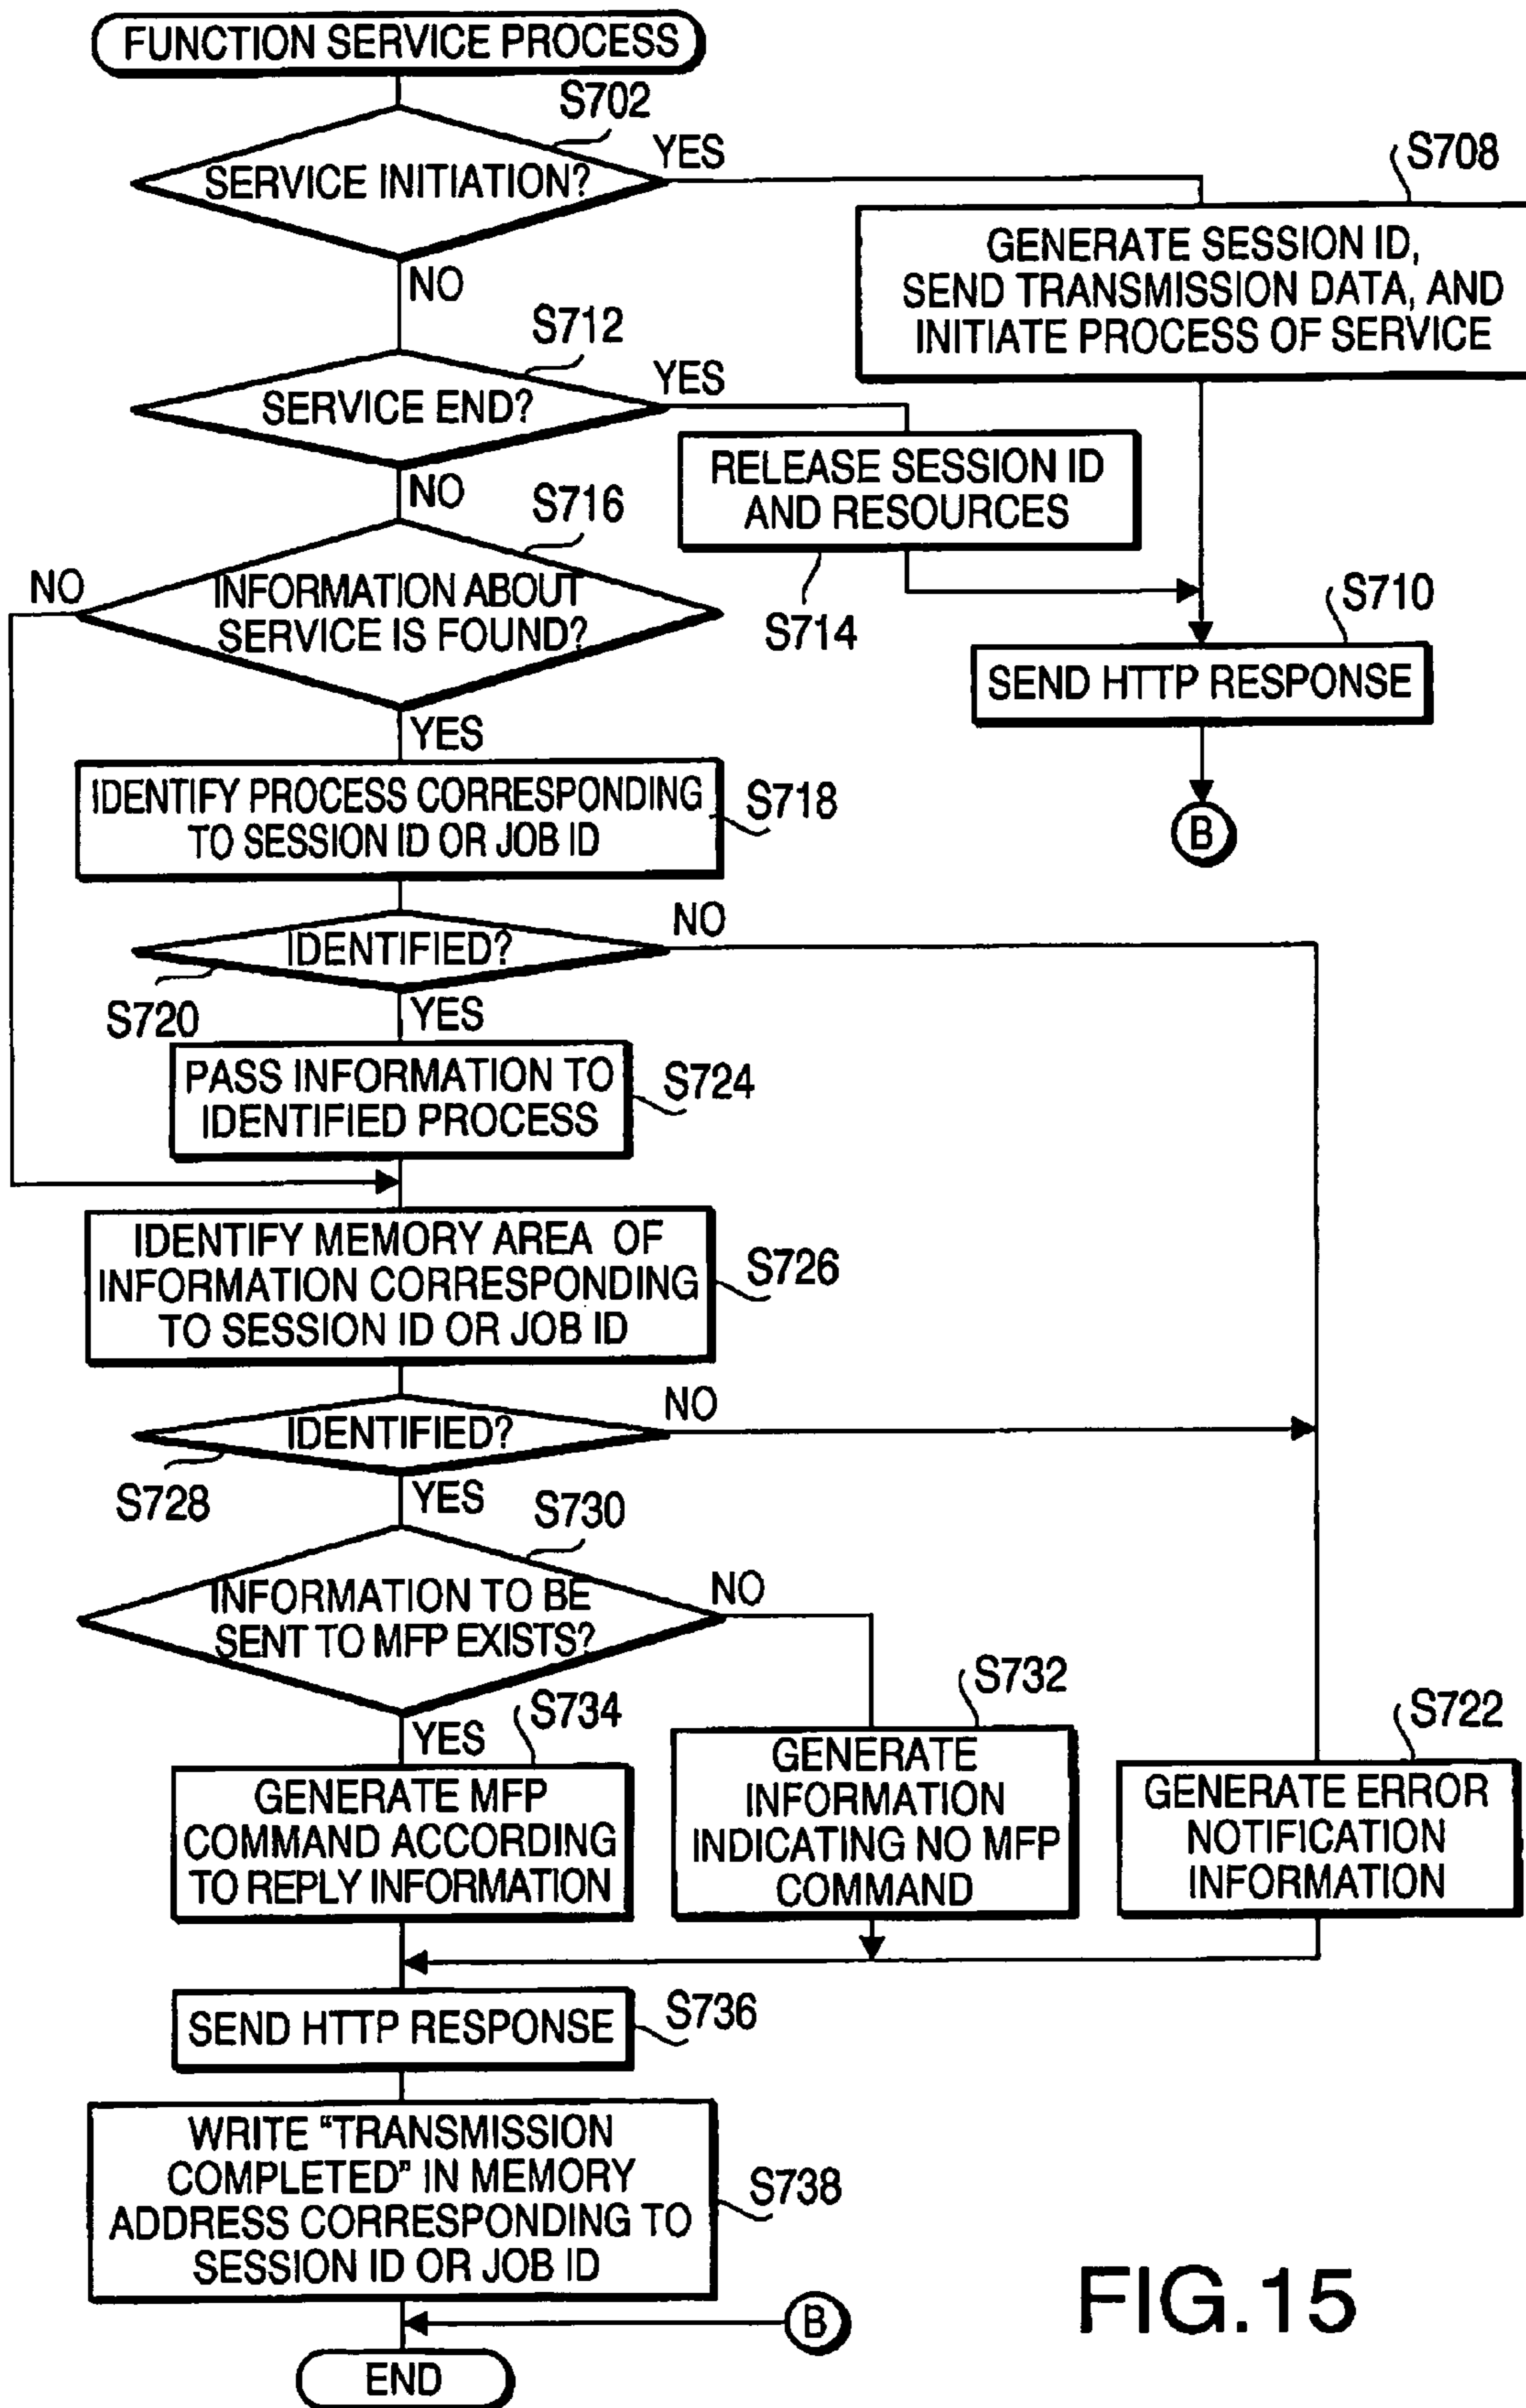 FUNCTION SERVICE PROCESS
S702
SERVICE INITIATION?
YES
NO
S708
GENERATE SESSION ID,
SEND TRANSMISSION DATA, AND
INITIATE PROCESS OF SERVICE
S712
SERVICE END?
YES
NO
RELEASE SESSION ID
AND RESOURCES
S714
S716
INFORMATION ABOUT
SERVICE IS FOUND?
NO
YES
S710
SEND HTTP RESPONSE
B
IDENTIFY PROCESS CORRESPONDING
TO SESSION ID OR JOB ID
S718
IDENTIFIED?
NO
S720
YES
PASS INFORMATION TO
IDENTIFIED PROCESS
S724
IDENTIFY MEMORY AREA OF
INFORMATION CORRESPONDING
TO SESSION ID OR JOB ID
S726
IDENTIFIED?
NO
S728
YES
S730
INFORMATION TO BE
SENT TO MFP EXISTS?
NO
YES
S734
GENERATE MFP
COMMAND ACCORDING
TO REPLY INFORMATION
S732
GENERATE
INFORMATION
INDICATING NO MFP
COMMAND
S722
GENERATE ERROR
NOTIFICATION
INFORMATION
SEND HTTP RESPONSE
S736
WRITE “TRANSMISSION
COMPLETED” IN MEMORY
ADDRESS CORRESPONDING TO
SESSION ID OR JOB ID
S738
B
END
FIG.15